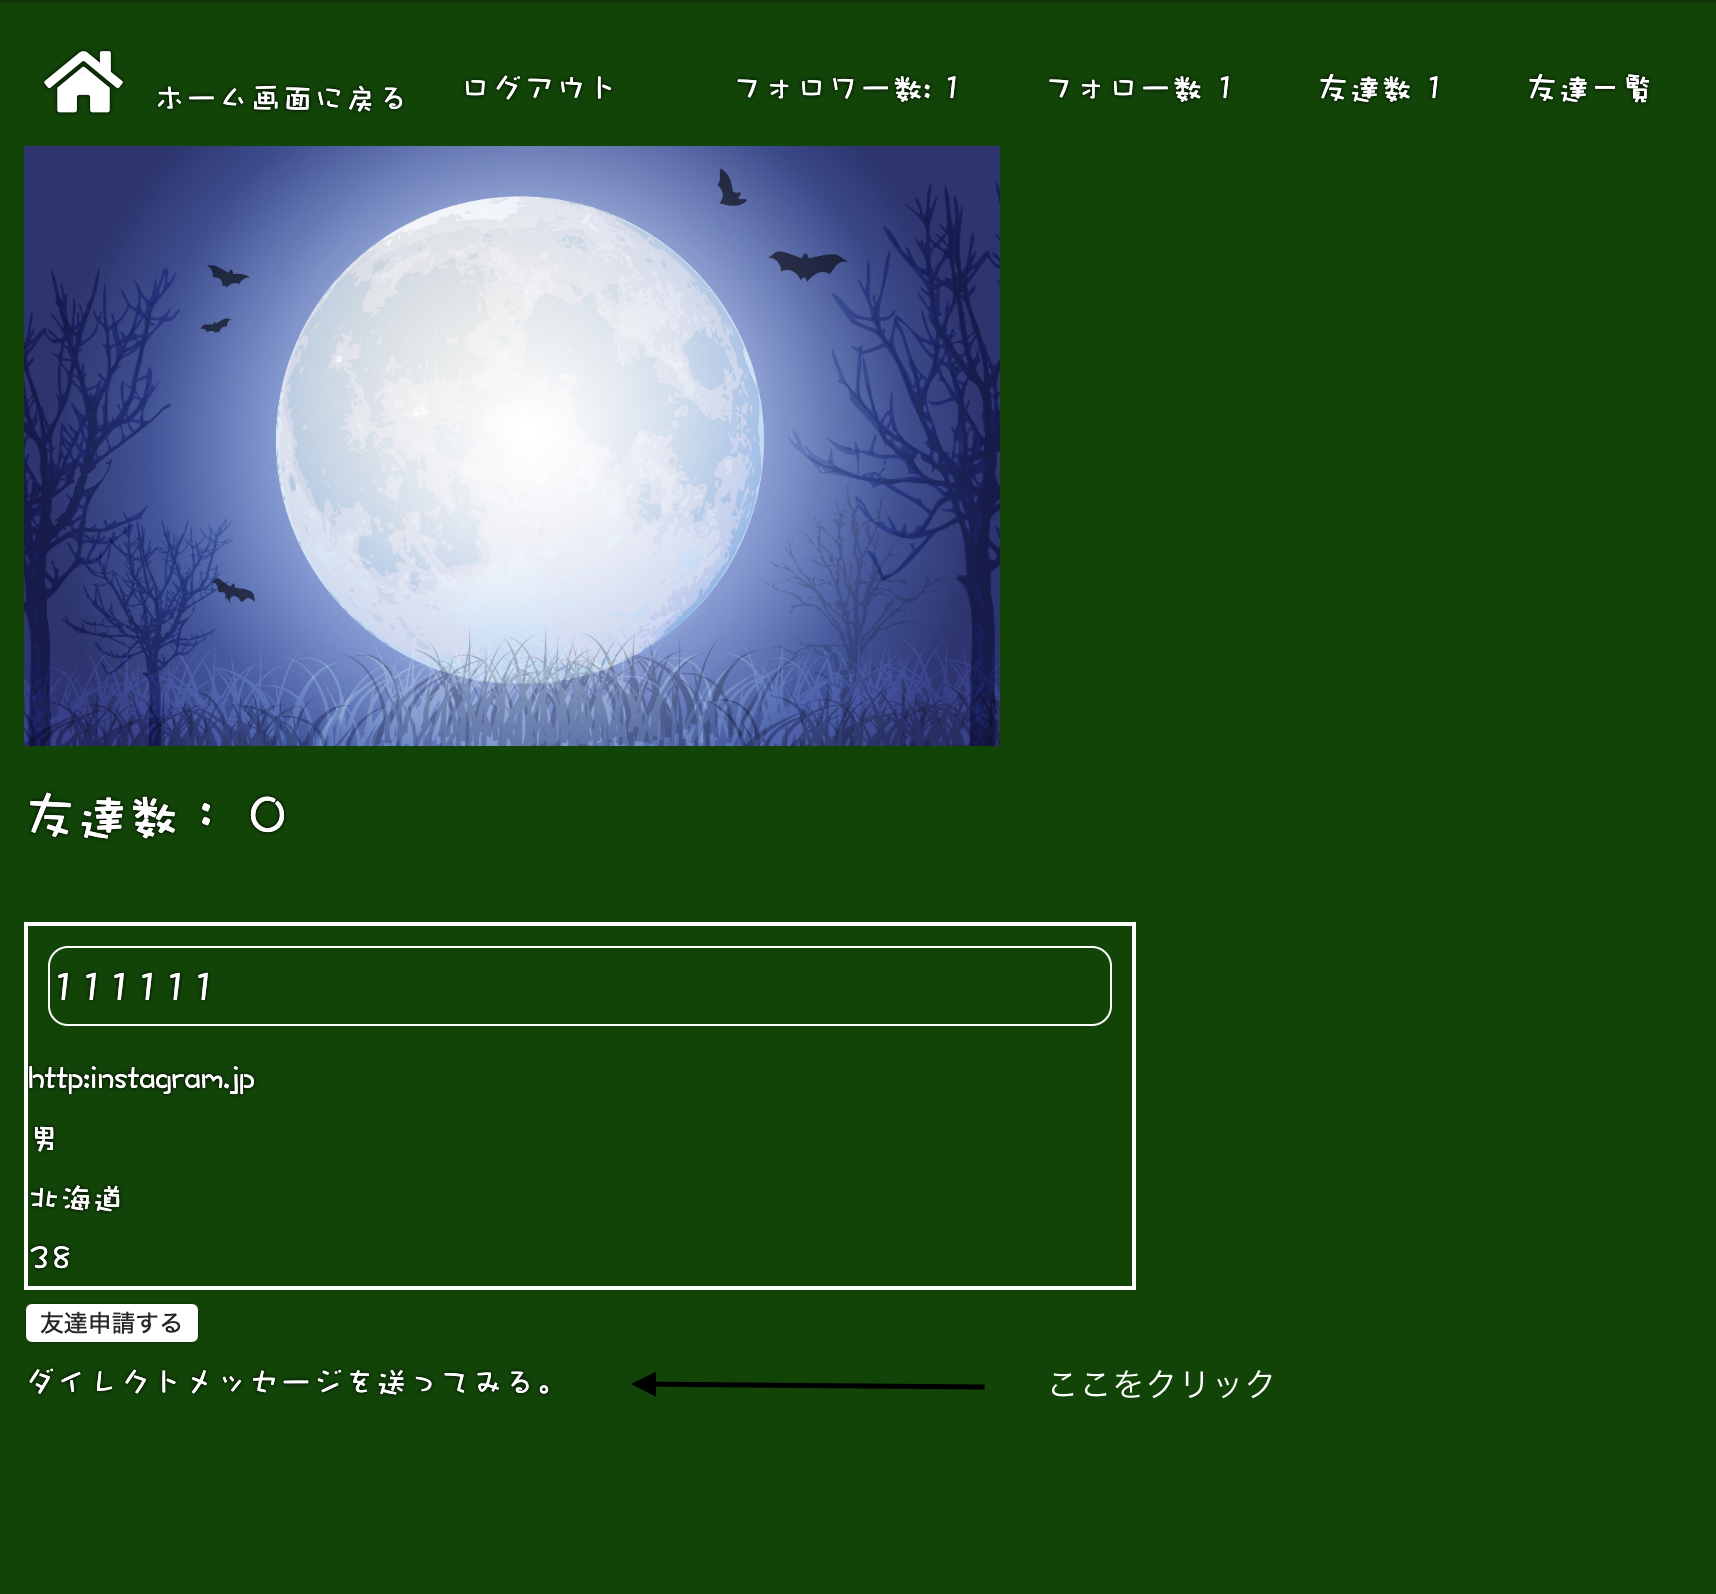 ホーム画面に戻る ログアウト フォロワー数: 1 フォロー数 1 友達数 1 友達一覧
友達数： 0
111111
http:instagram.jp
男
北海道
38
友達申請する
ダイレクトメッセージを送ってみる。 ここをクリック